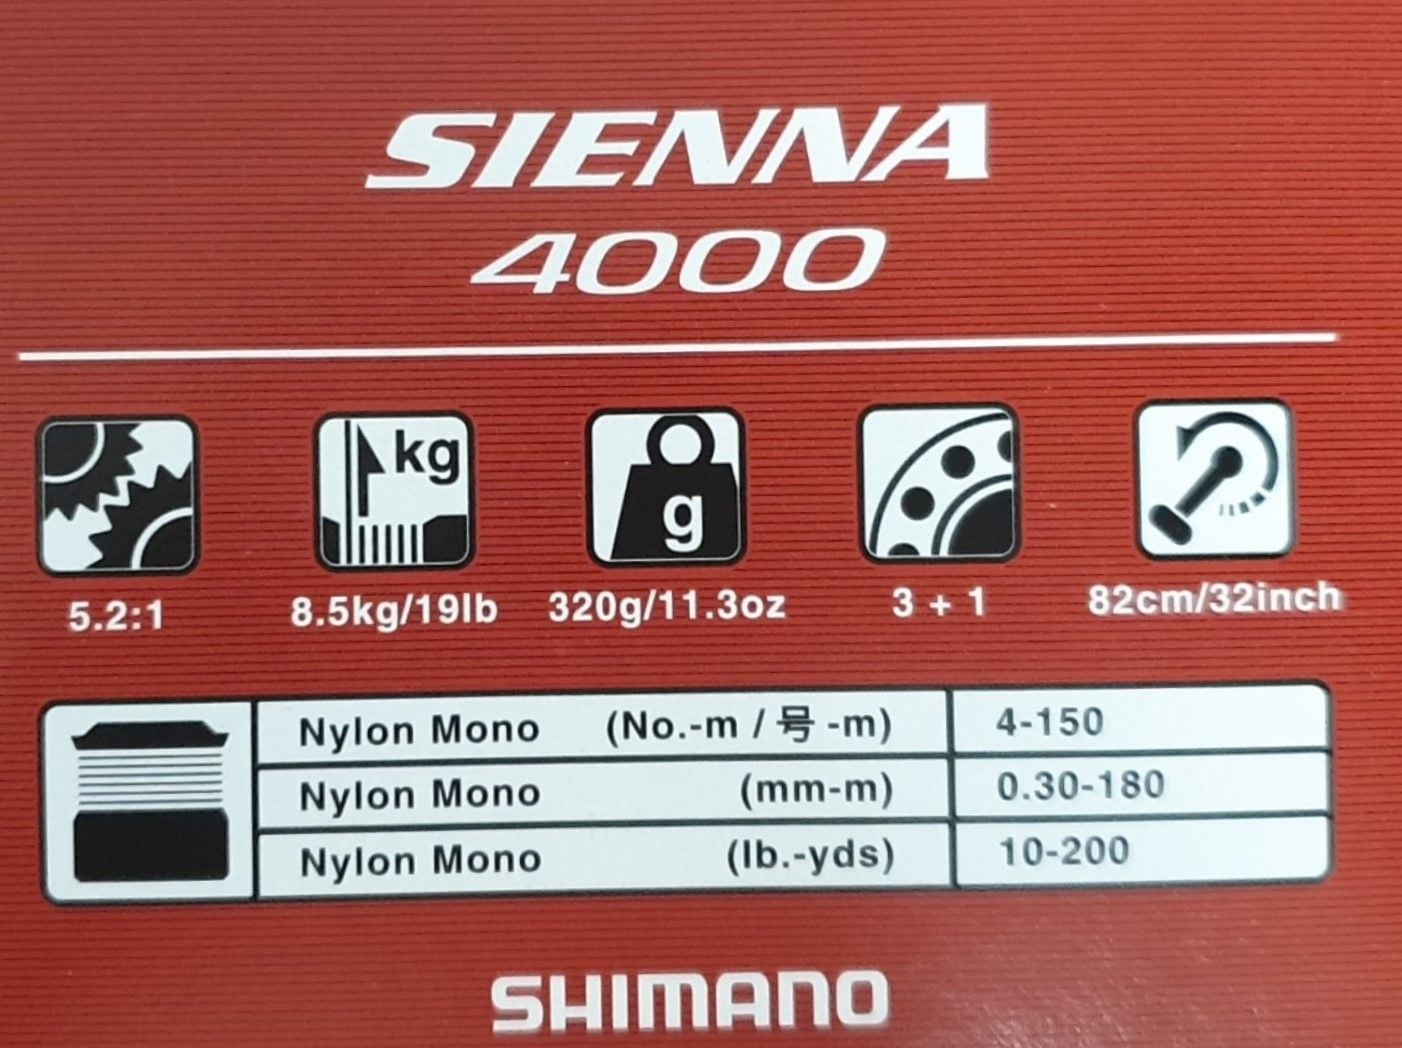 SIENNA
4000
kg
g
5.2:1 8.5kg/19lb 320g/11.3oz 3 + 1 82cm/32inch
Nylon Mono (No.-m / 号 -m) 4-150
Nylon Mono (mm-m) 0.30-180
Nylon Mono (lb.-yds) 10-200
SHIMANO